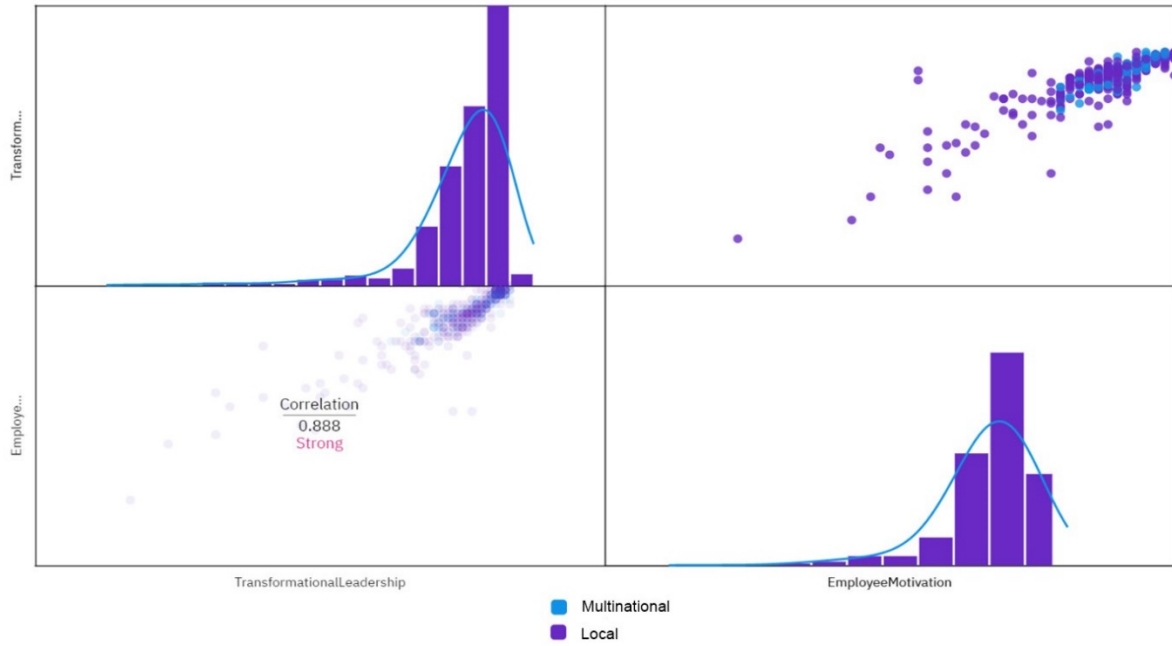 Transform...
Employe...
Correlation
0.888
Strong
TransformationalLeadership
EmployeeMotivation
Multinational
Local